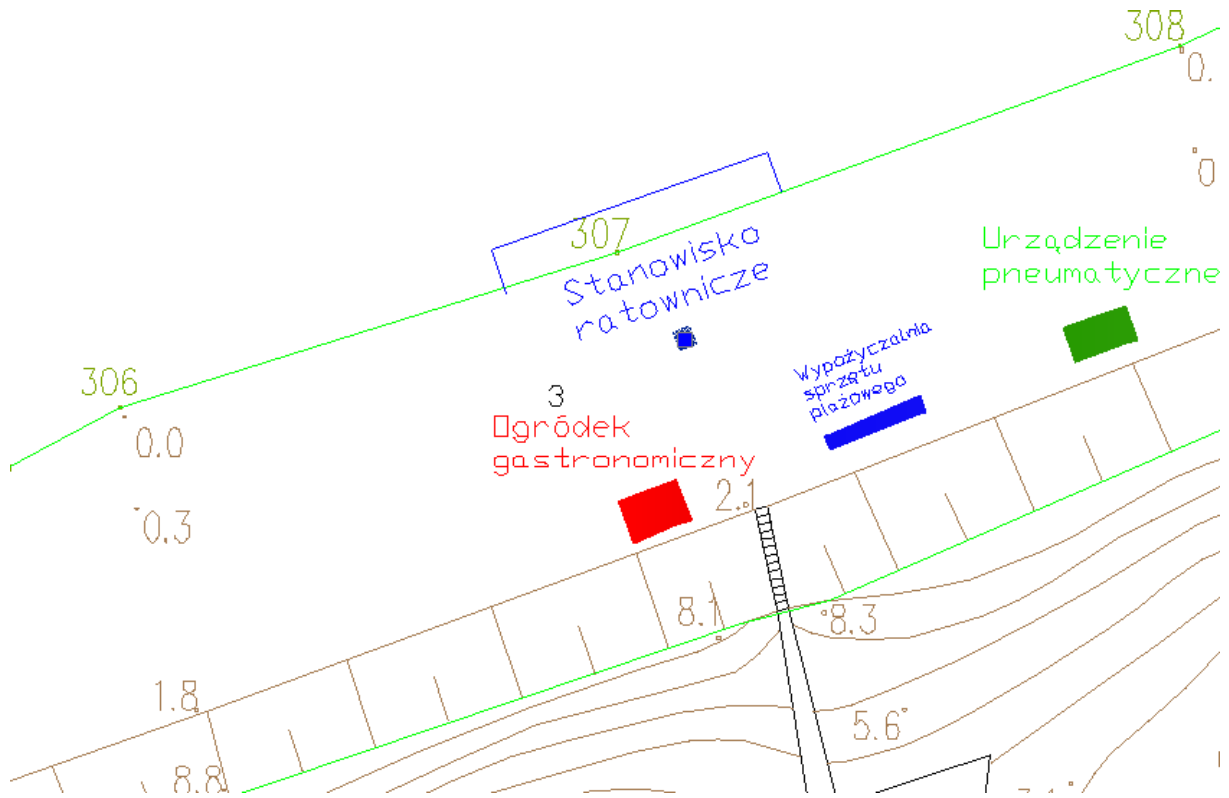 308
0.
0
307
Stanowisko
ratownicze
Urządzenie
pneumatyczne
306
0.0
3
Wypożyczalnia
sprzętu
plażowego
Ogródek
gastronomiczny
2.1
0.3
8.1
8.3
1.8
5.6
8.8